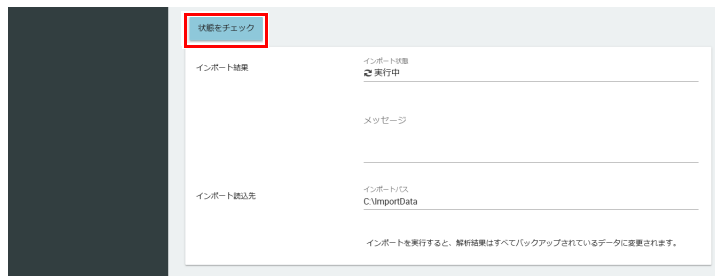 状態をチェック
インポート結果
インポート状態
実行中
メッセージ
インポート読込先
インポートパス
C:\ImportData
インポートを実行すると、解析結果はすべてバックアップされているデータに変更されます。